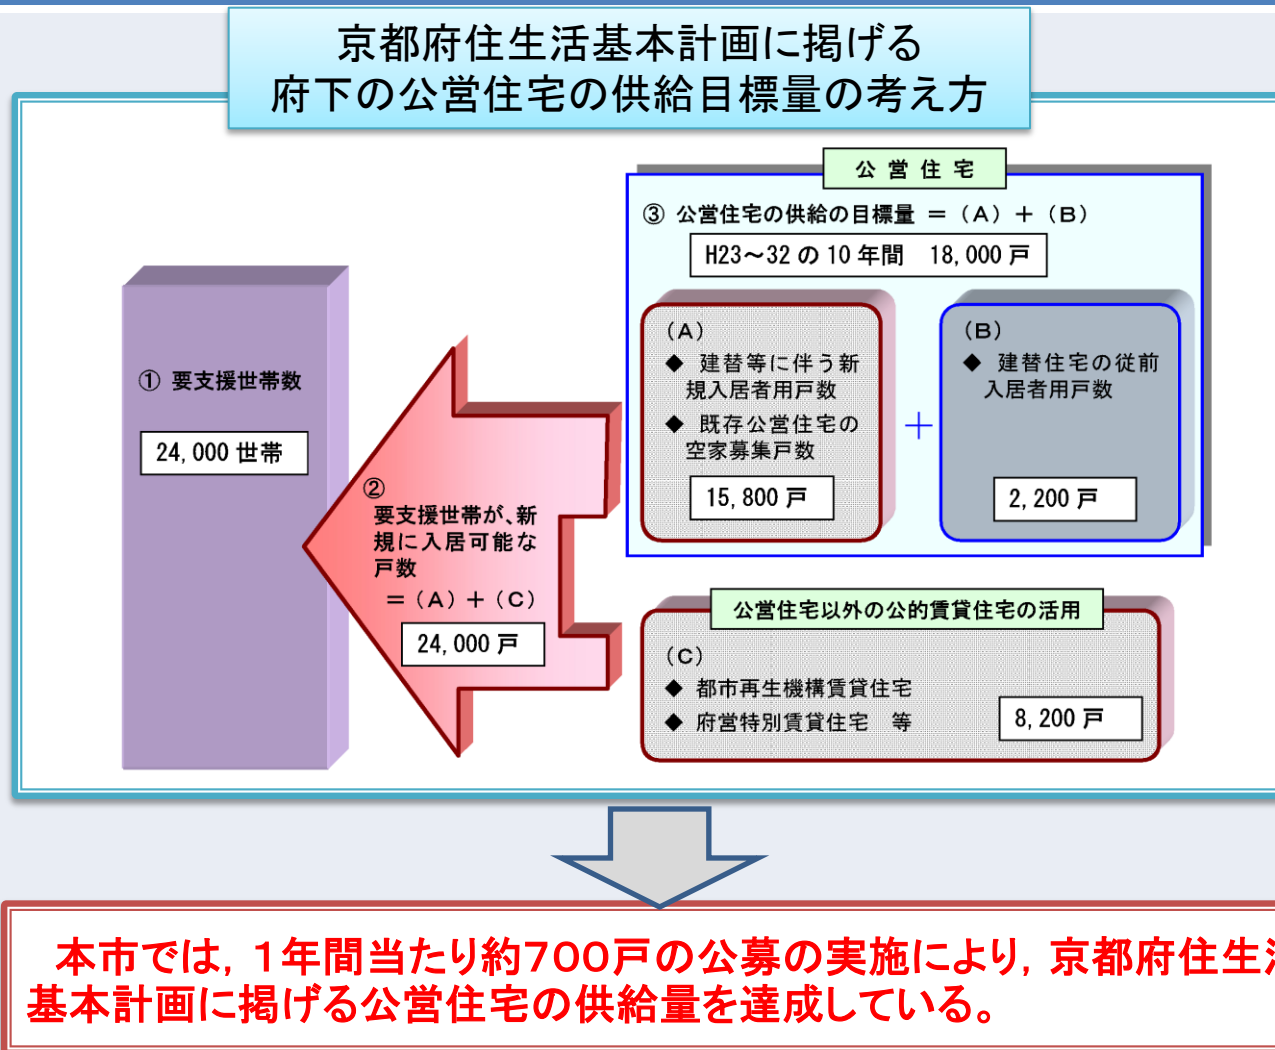 京都府住生活基本計画に掲げる
府下の公営住宅の供給目標量の考え方
公 営 住 宅
③ 公営住宅の供給の目標量 ＝（Ａ）＋（Ｂ）
H23～32 の 10 年間　18,000 戸
（Ａ）
◆ 建替等に伴う新
規入居者用戸数
◆ 既存公営住宅の
空家募集戸数
15,800 戸
＋
（Ｂ）
◆ 建替住宅の従前
入居者用戸数
2,200 戸
① 要支援世帯数
24,000 世帯
②
要支援世帯が、新
規に入居可能な
戸数
＝（Ａ）＋（Ｃ）
24,000 戸
公営住宅以外の公的賃貸住宅の活用
（Ｃ）
◆ 都市再生機構賃貸住宅
◆ 府営特別賃貸住宅　等
8,200 戸
本市では，１年間当たり約７００戸の公募の実施により，京都府住生活
基本計画に掲げる公営住宅の供給量を達成している。